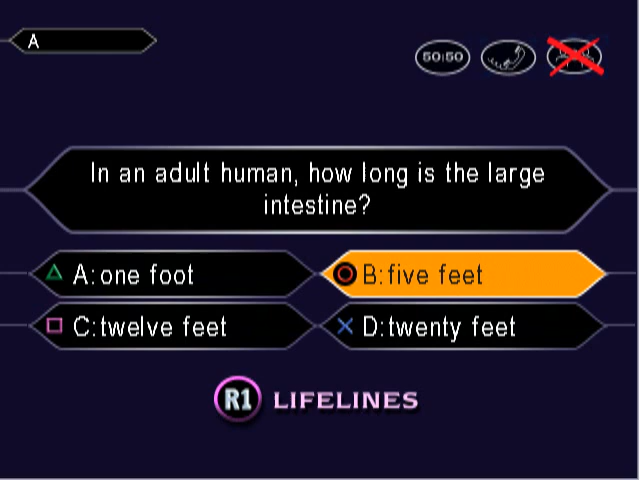 A
50:50
In an adult human, how long is the large
intestine?
A: one foot
B: five feet
C: twelve feet
D: twenty feet
R1 LIFELINES